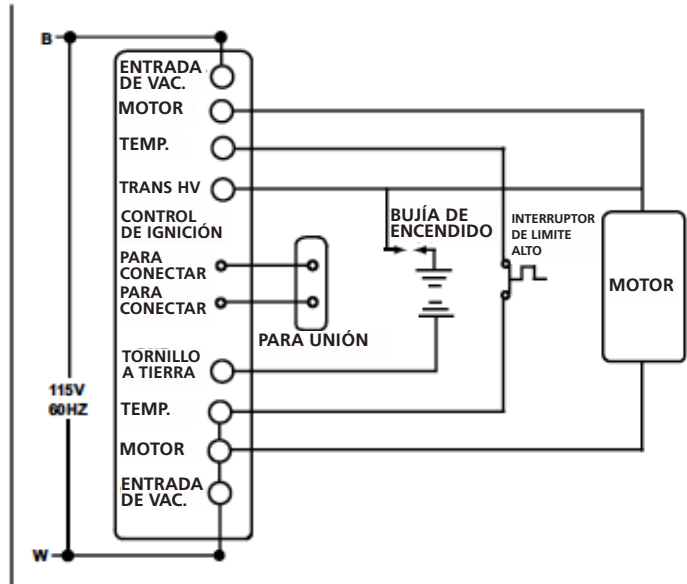 B
ENTRADA
DE VAC.
MOTOR
TEMP.
TRANS HV
CONTROL
DE IGNICIÓN
PARA
CONECTAR
PARA
CONECTAR
TORNILLO
A TIERRA
TEMP.
MOTOR
ENTRADA
DE VAC.
W
115V
60HZ
PARA UNIÓN
BUJÍA DE
ENCENDIDO
INTERRUPTOR
DE LIMITE
ALTO
MOTOR